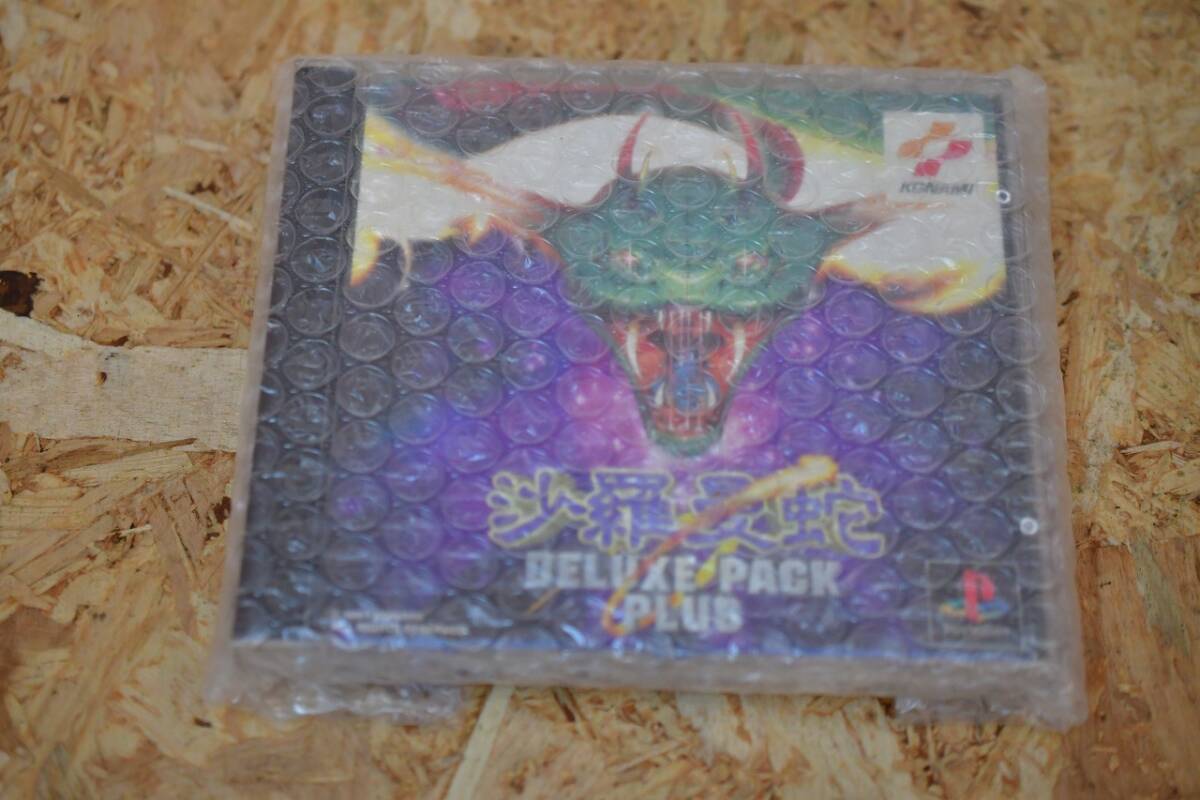 KONAMI
沙羅曼蛇
DELUXE PACK
PLUS